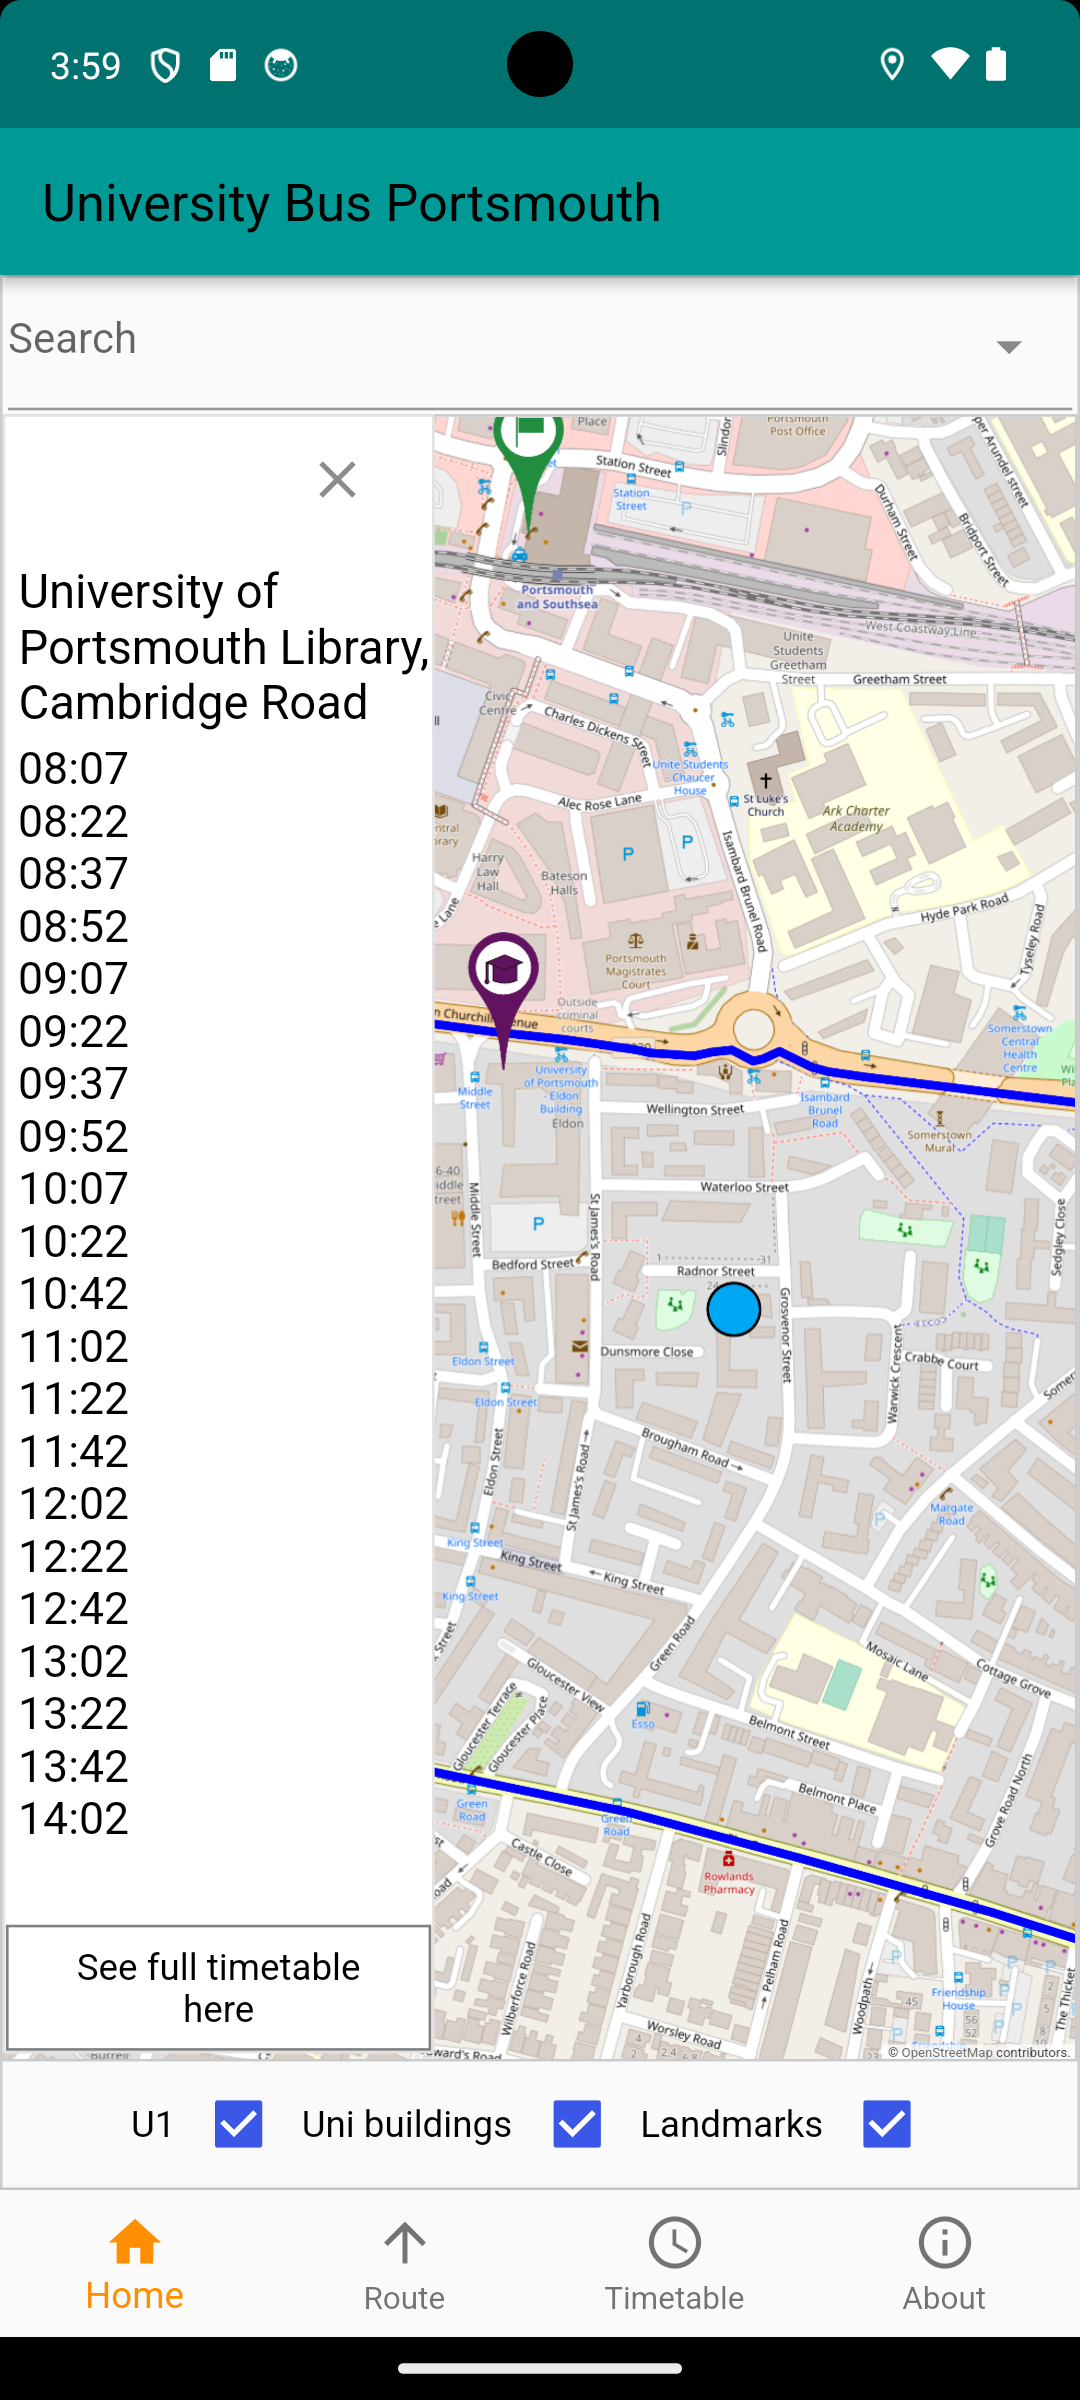 3:59
University Bus Portsmouth
Search
University of
Portsmouth Library,
Cambridge Road
08:07
08:22
08:37
08:52
09:07
09:22
09:37
09:52
10:07
10:22
10:42
11:02
11:22
11:42
12:02
12:22
12:42
13:02
13:22
13:42
14:02
See full timetable
here
Place
Portsmouth
Post Office
Station Street
Station
Street
Durham Street
Bridport Street
per Arundel street
Portsmouth
and Southsea
West Coastway Line
Unite
Students
Greetham
Street
Greetham Street
Civic
Centre
Charles Dickens Street
Unite Students
- Chaucer
House
St Luke's
Church
Alec Rose Lane
Ark Charter
Academy
Isambard Brunel Road
Harry
Law
Hall
Bateson
Halls
Hyde Park Road
Tyseley Road
Portsmouth
Magistrates
Court
Outside
criminal
courts
Somerstown
Central
Health
Centre
Middle
Street
University
of Portsmouth
- Eldon
Building
Eldon
Wellington Street
Isambard
Brunel
Road
Somerstown
Mural
Waterloo Street
Middle Street
St James's Road
Sedgley Close
Bedford Street
Radnor Street
Grosvenor Street
Dunsmore Close
Eldon Street
Eldon Street
Warwick Crescent
Crabbe Court
Brougham Road
Eldon Street
St James's Road
Margate
Road
King Street
King Street
King Street
King Street
Green Road
Mosaic Lane
Cottage Grove
Gloucester View
Gloucester Terrace
Gloucester Place
Esso
Belmont Street
Belmont Place
Grove Road North
Green
Road
Green
Road
Castle Close
Rowlands
Pharmacy
Wilberforce Road
Yarborough Road
Pelham Road
Woodpath
Friendship
House
The Thicket
Worsley Road
© OpenStreetMap contributors.
U1
Uni buildings
Landmarks
Home
Route
Timetable
About